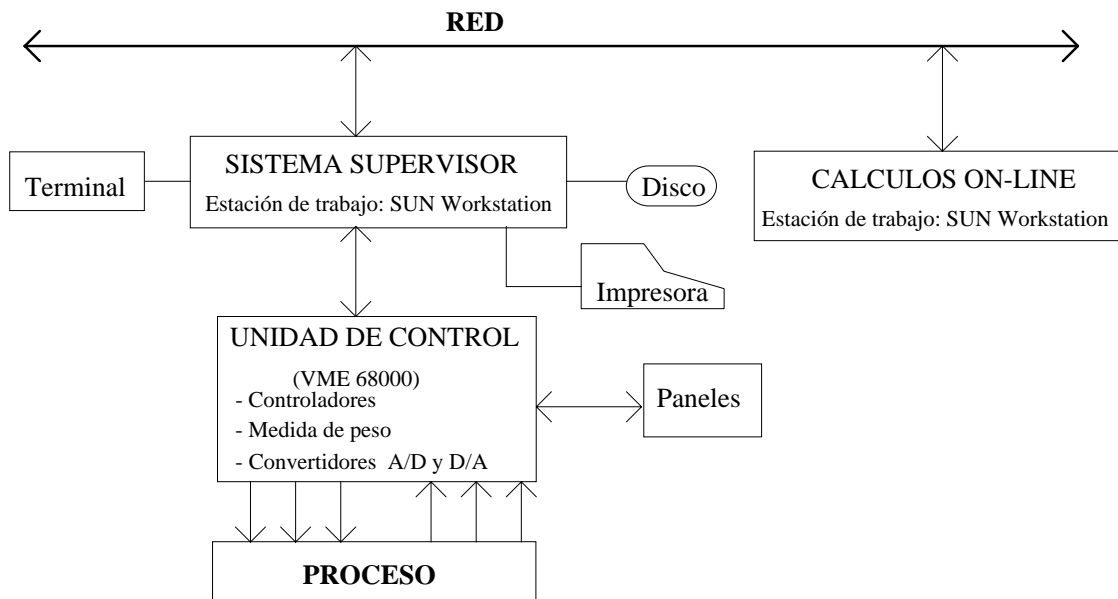 RED
SISTEMA SUPERVISOR
Estación de trabajo: SUN Workstation
Terminal
Disco
CALCULOS ON-LINE
Estación de trabajo: SUN Workstation
Impresora
UNIDAD DE CONTROL
(VME 68000)
- Controladores
- Medida de peso
- Convertidores A/D y D/A
Paneles
PROCESO